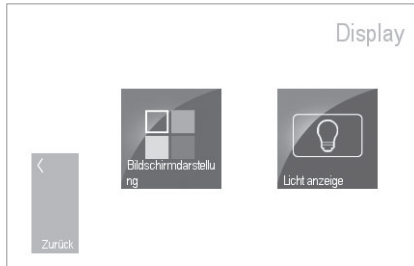 Display
Bildschirmdarstellu
ng
Licht anzeige
Zurück